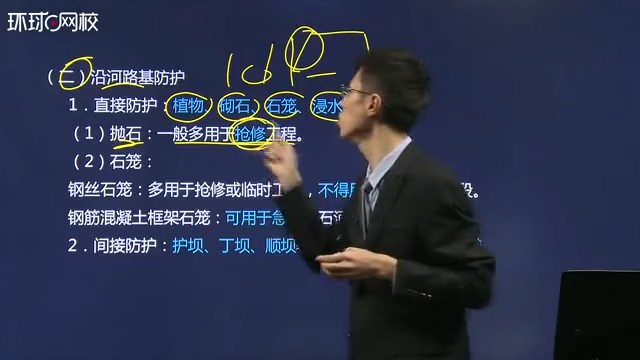 环球网校
（二）沿河路基防护
1．直接防护：植物、砌石、石笼、浸水
（1）抛石：一般多用于抢修工程。
（2）石笼：
钢丝石笼：多用于抢修或临时工 不得 段。
钢筋混凝土框架石笼：可用于急 石
2．间接防护：护坝、丁坝、顺坝